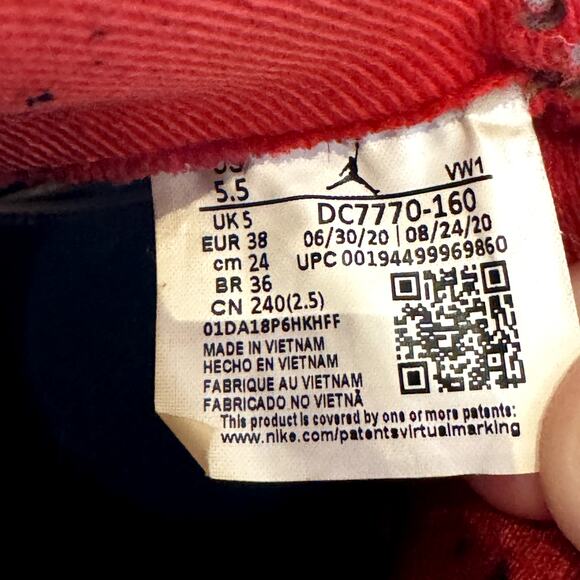 US
5.5
VW1
UK 5
DC7770-160
EUR 38
06/30/20 | 08/24/20
cm 24
UPC 00194499969860
BR 36
CN 240(2.5)
01DA18P6HKHFF
MADE IN VIETNAM
HECHO EN VIETNAM
FABRIQUE AU VIETNAM
FABRICADO NO VIETNÃ
This product is covered by one or more patents:
www.nike.com/patentsvirtualmarking